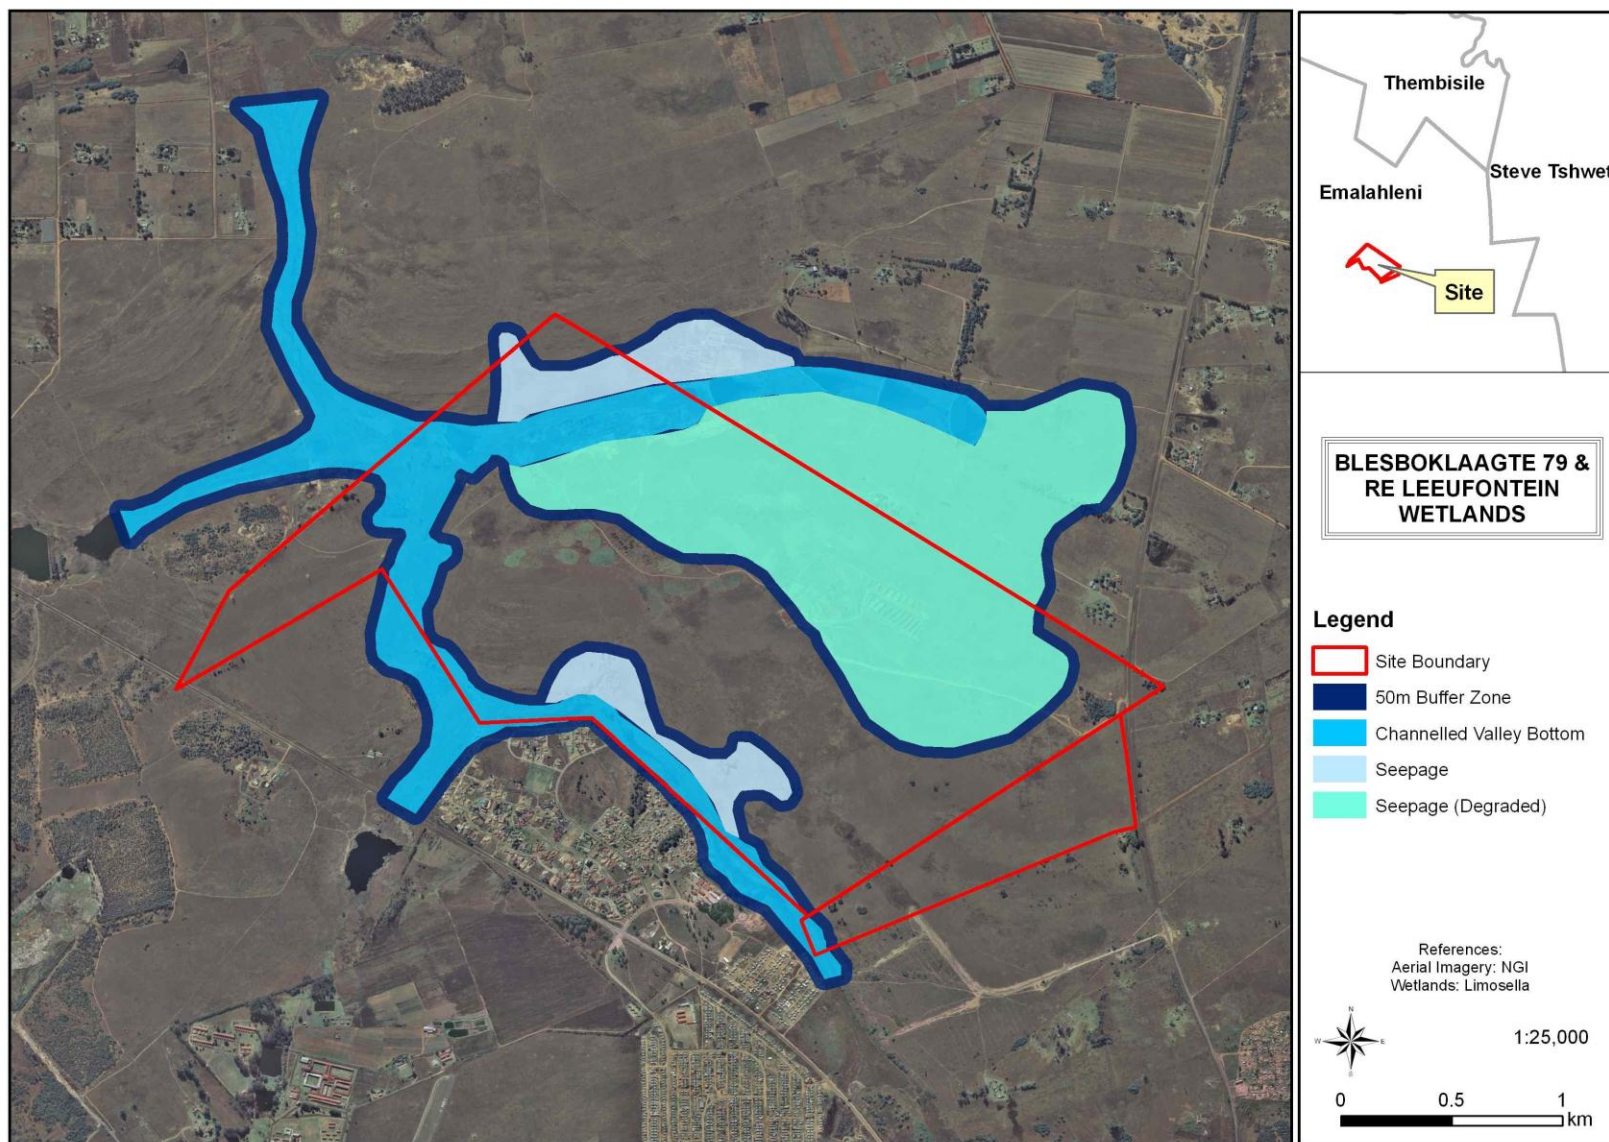 Thembisile
Steve Tshwet
Emalahleni
Site
BLESBOKLAAGTE 79 &
RE LEEUFONTEIN
WETLANDS
Legend
Site Boundary
50m Buffer Zone
Channelled Valley Bottom
Seepage
Seepage (Degraded)
References:
Aerial Imagery: NGI
Wetlands: Limosella
N
W E
S
1:25,000
0 0.5 1
km